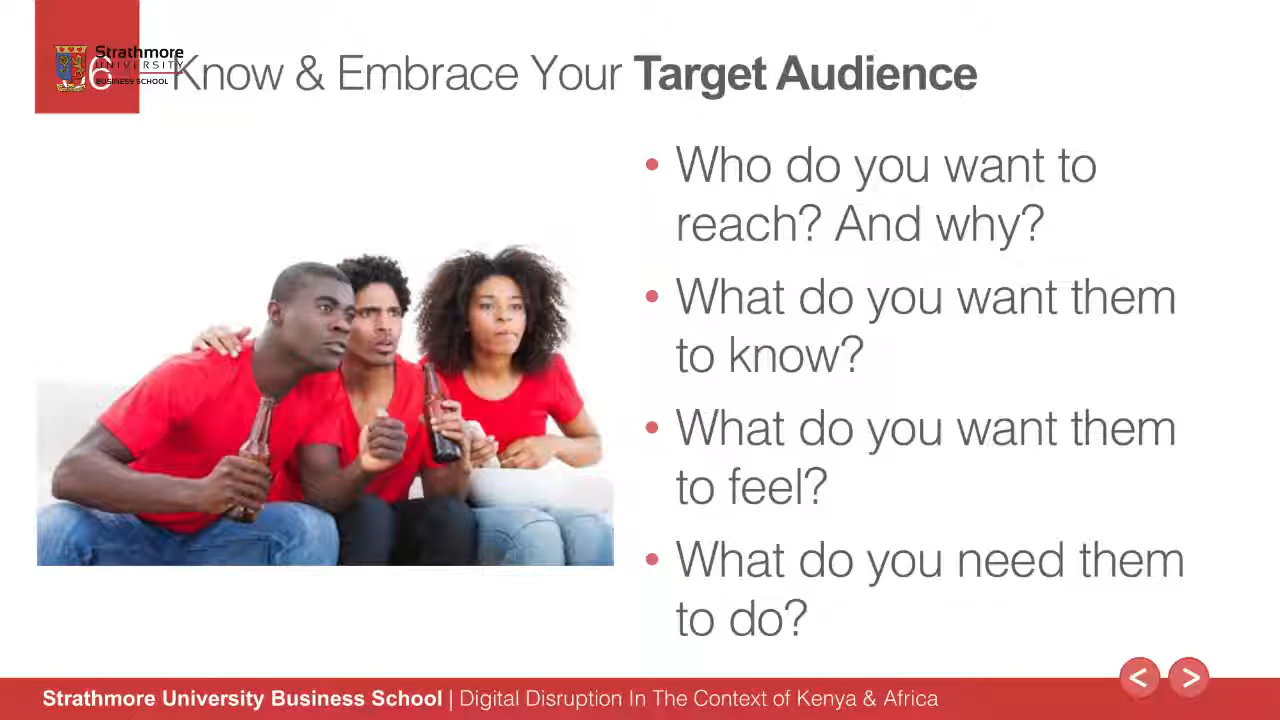 Strathmore
UNIVERSITY
BUSINESS SCHOOL
Know & Embrace Your Target Audience
• Who do you want to
reach? And why?
• What do you want them
to know?
• What do you want them
to feel?
• What do you need them
to do?
Strathmore University Business School | Digital Disruption In The Context of Kenya & Africa
< >